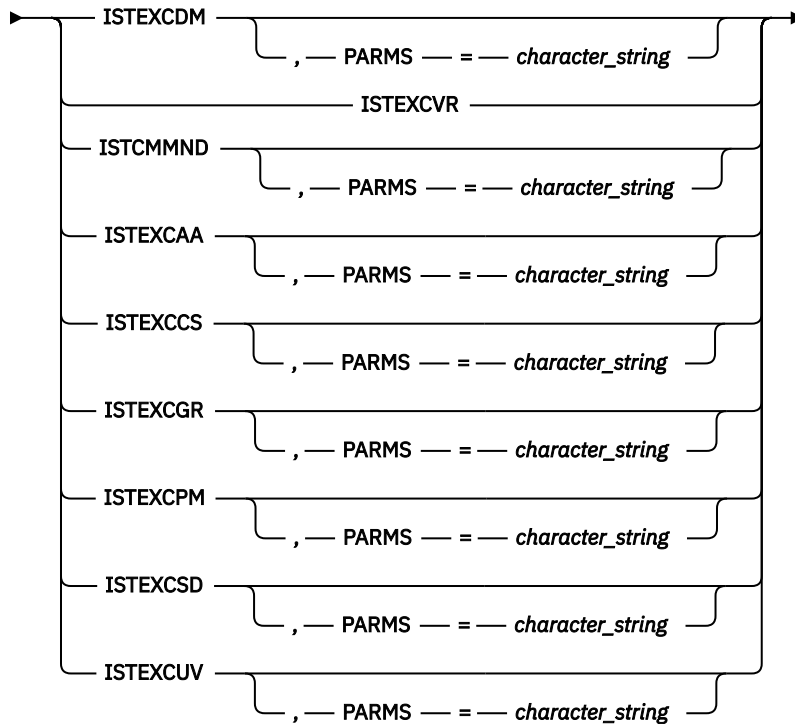 ISTEXCDM
, PARMS = character_string
ISTEXCVR
ISTCMMND
, PARMS = character_string
ISTEXCAA
, PARMS = character_string
ISTEXCCS
, PARMS = character_string
ISTEXCGR
, PARMS = character_string
ISTEXCPM
, PARMS = character_string
ISTEXCSD
, PARMS = character_string
ISTEXCUV
, PARMS = character_string